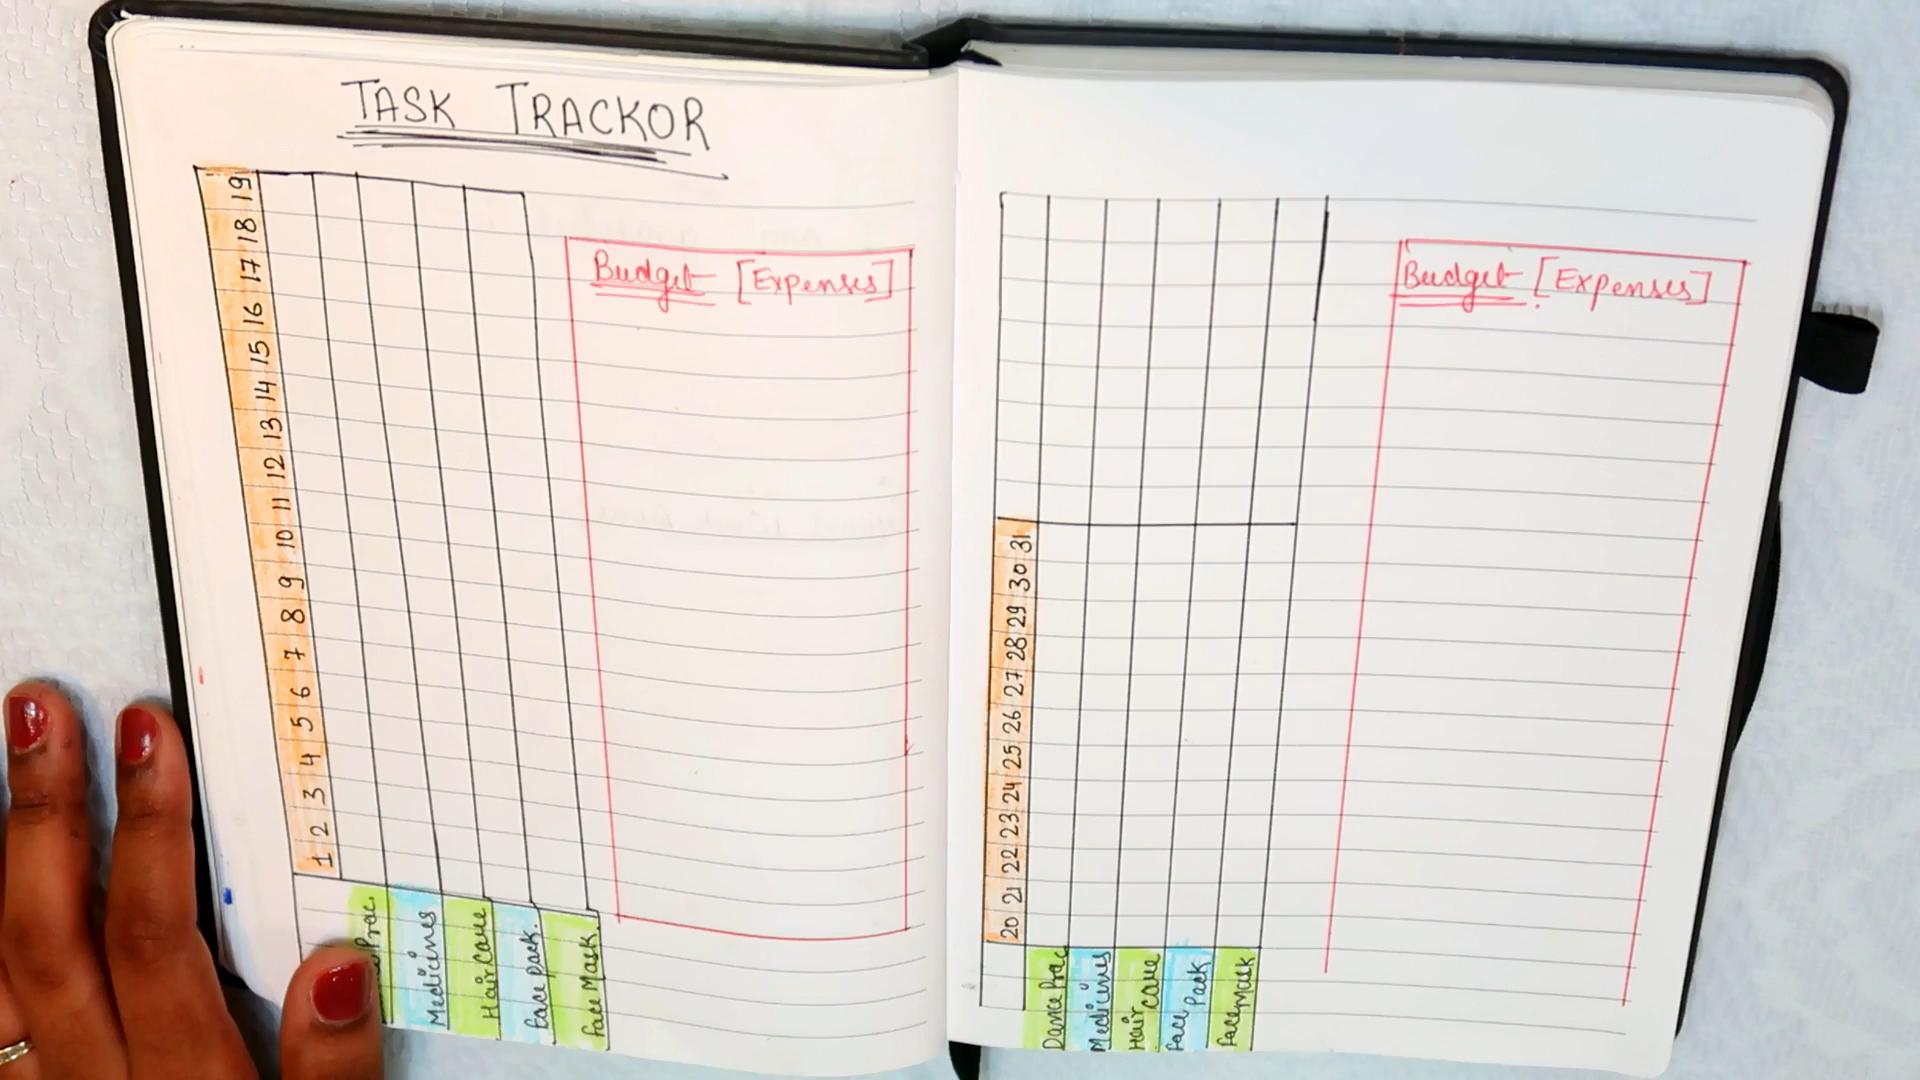 TASK TRACKOR
Budget [Expenses]
1 2 3 4 5 6 7 8 9 10 11 12 13 14 15 16 17 18 19
Prac.
Medicines
Hair Care
Face Pack.
Face Mask.
Budget [Expenses]
20 21 22 23 24 25 26 27 28 29 30 31
Dance Prac
Medicines
Hair Care
Face Pack
Face Mask